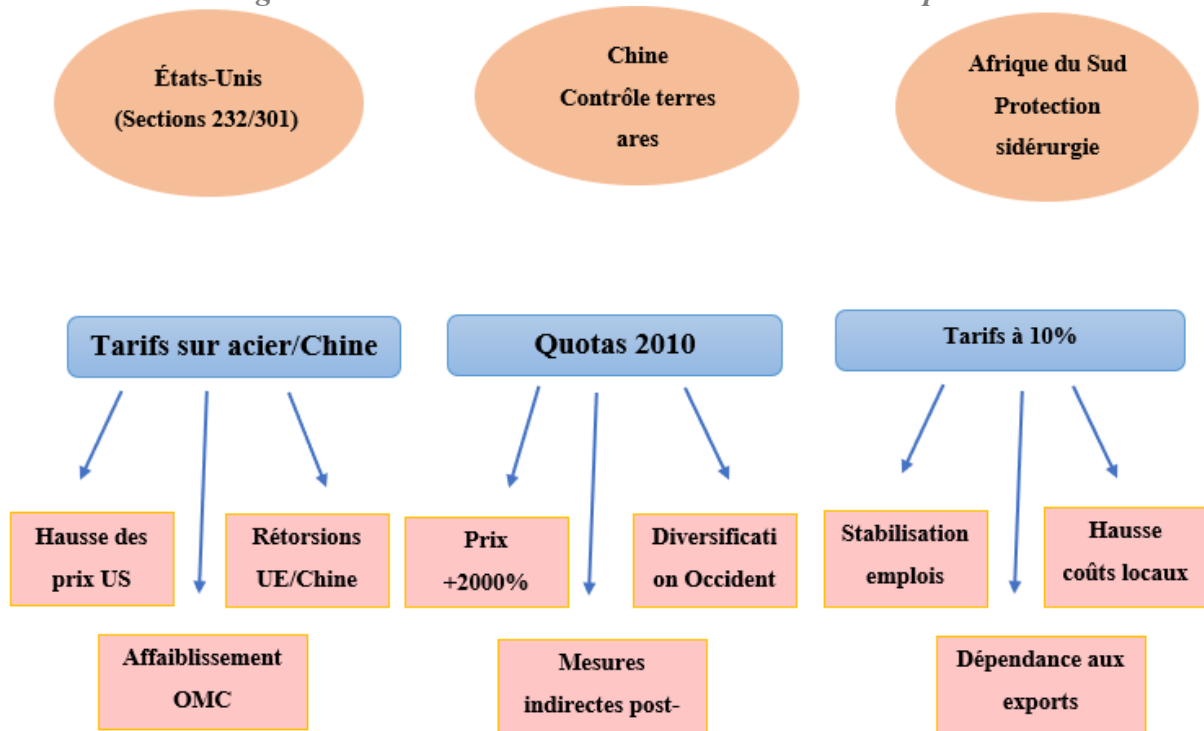 États-Unis
(Sections 232/301)
Chine
Contrôle terres
ares
Afrique du Sud
Protection
sidérurgie
Tarifs sur acier/Chine
Quotas 2010
Tarifs à 10%
Hausse des
prix US
Rétorsions
UE/Chine
Prix
+2000%
Diversificati
on Occident
Stabilisation
emplois
Hausse
coûts locaux
Affaiblissement
OMC
Mesures
indirectes post-
Dépendance aux
exports